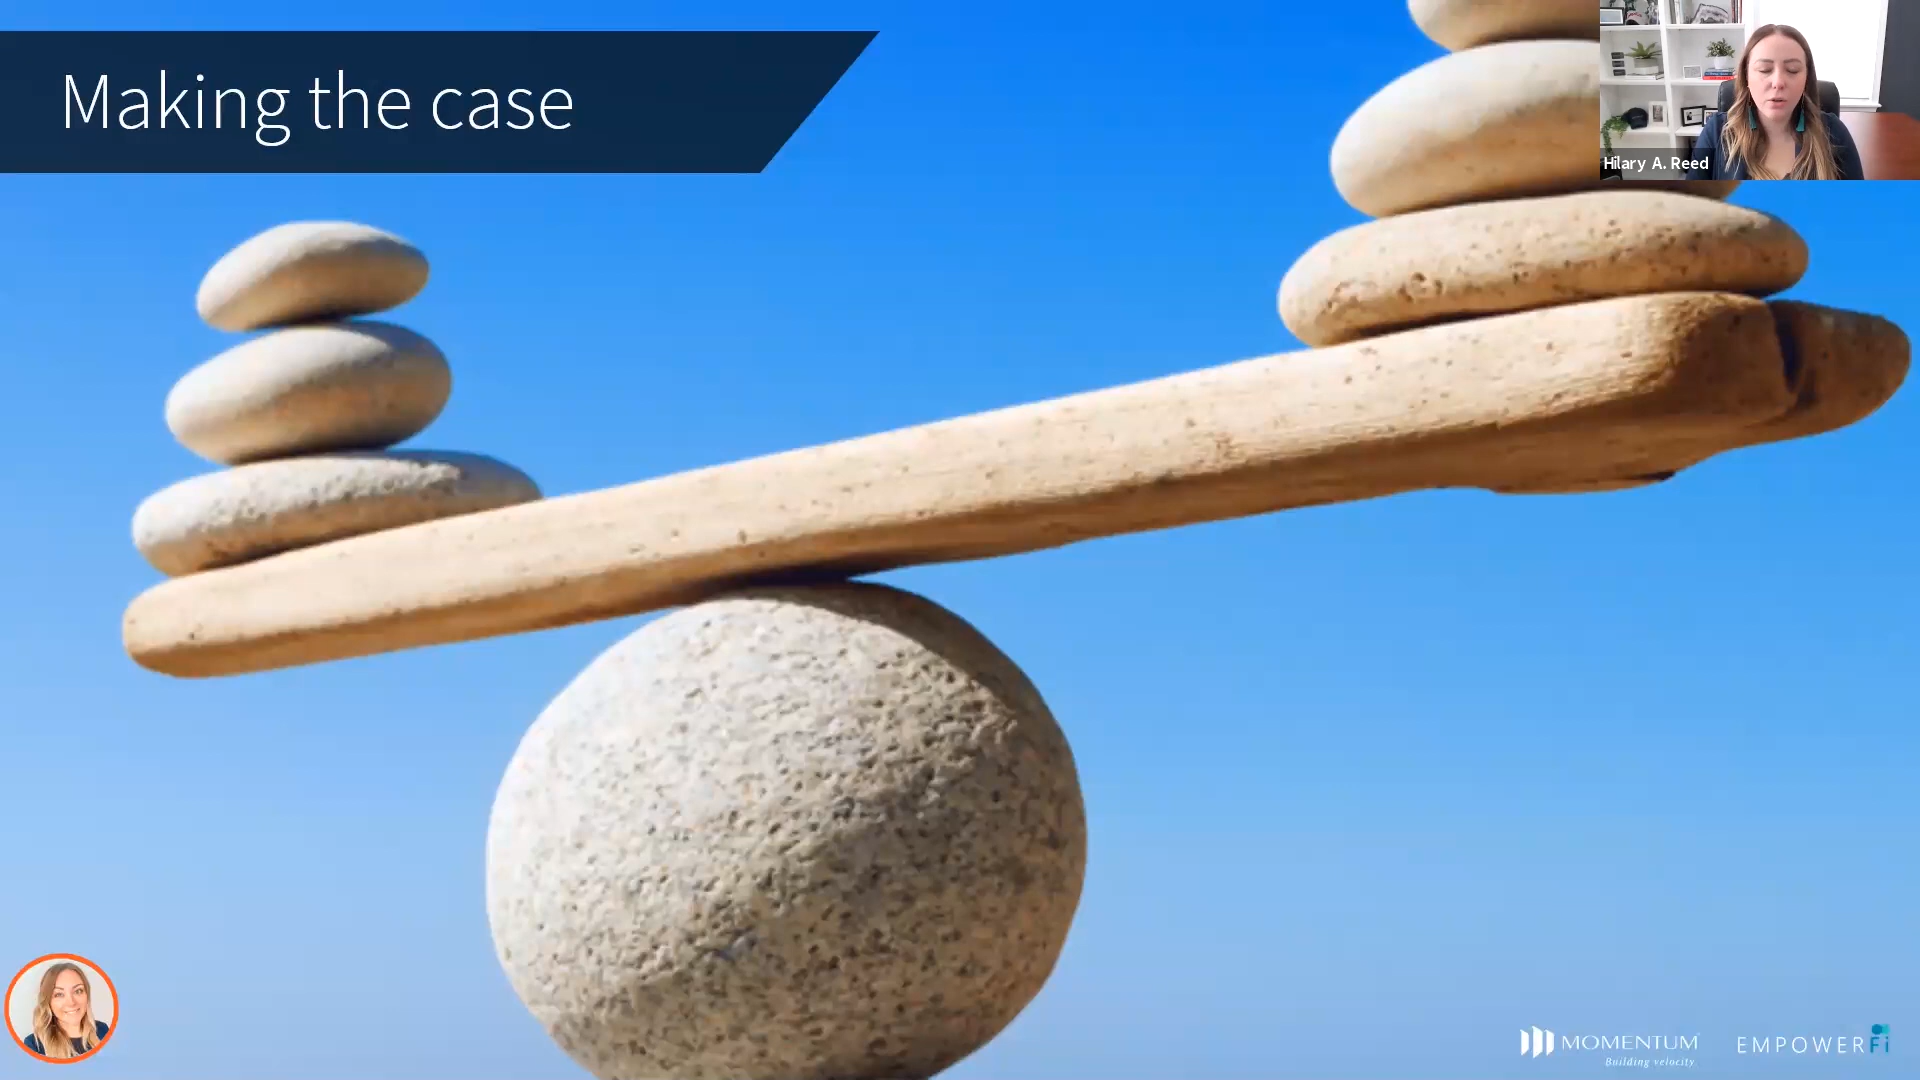 Making the case
Hilary A. Reed
MOMENTUM
Building velocity.
EMPOWERFi